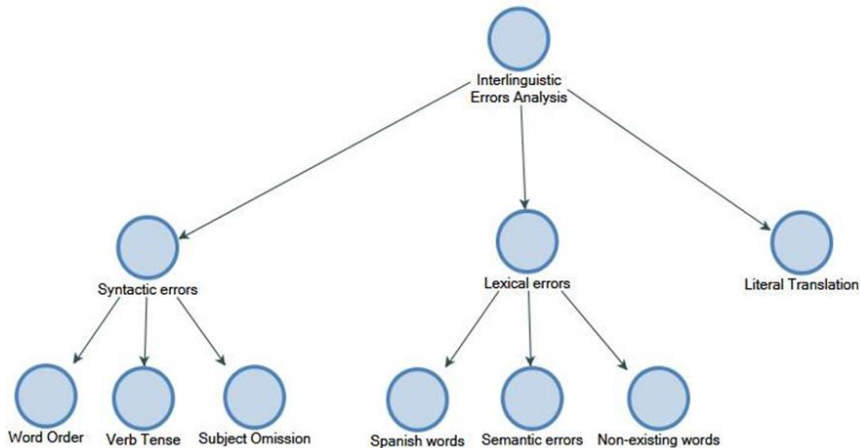 Interlinguistic
Errors Analysis
Syntactic errors
Lexical errors
Literal Translation
Word Order
Verb Tense
Subject Omission
Spanish words
Semantic errors
Non-existing words